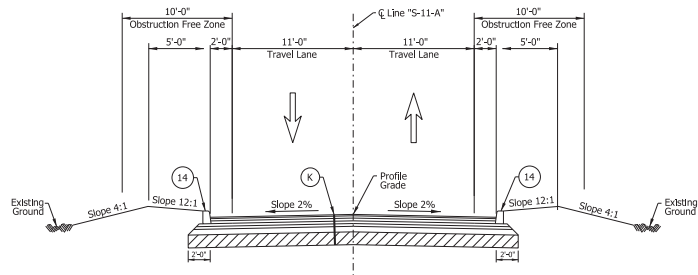 10'-0"
Obstruction Free Zone
5'-0"
2'-0"
11'-0"
Travel Lane
℄ Line "S-11-A"
11'-0"
Travel Lane
10'-0"
Obstruction Free Zone
2'-0"
5'-0"
14
K
Profile
Grade
14
Existing
Ground
Slope 4:1
Slope 12:1
Slope 2%
Slope 2%
Slope 12:1
Slope 4:1
Existing
Ground
2'-0"
2'-0"